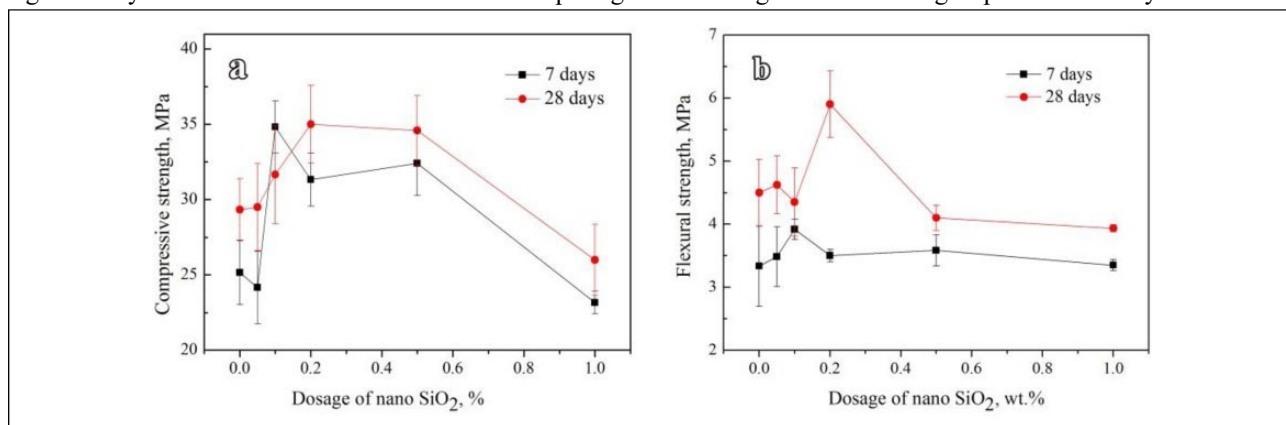 a
7 days
28 days
Compressive strength, MPa
40
35
30
25
20
0.0 0.2 0.4 0.6 0.8 1.0
Dosage of nano SiO2, %
b
7 days
28 days
Flexural strength, MPa
7
6
5
4
3
2
0.0 0.2 0.4 0.6 0.8 1.0
Dosage of nano SiO2, wt.%